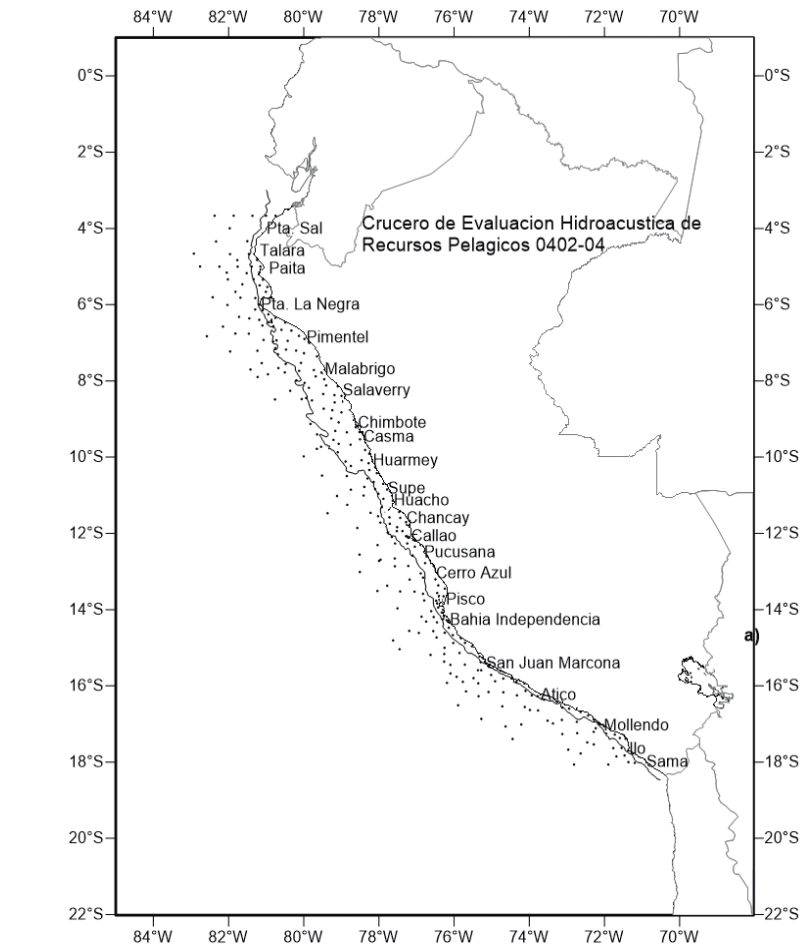 84°W 82°W 80°W 78°W 76°W 74°W 72°W 70°W
0°S 0°S
2°S 2°S
4°S 4°S
Crucero de Evaluacion Hidroacustica de
Recursos Pelagicos 0402-04
Pta. Sal
Talara
Paita
6°S 6°S
Pta. La Negra
Pimentel
Malabrigo
8°S 8°S
Salaverry
Chimbote
Casma
10°S 10°S
Huarmey
Supe
Huacho
Chancay
12°S 12°S
Callao
Pucusana
Cerro Azul
Pisco
14°S 14°S
Bahia Independencia
a)
San Juan Marcona
16°S 16°S
Atico
Mollendo
Ilo
18°S 18°S
Sama
20°S 20°S
22°S 22°S
84°W 82°W 80°W 78°W 76°W 74°W 72°W 70°W